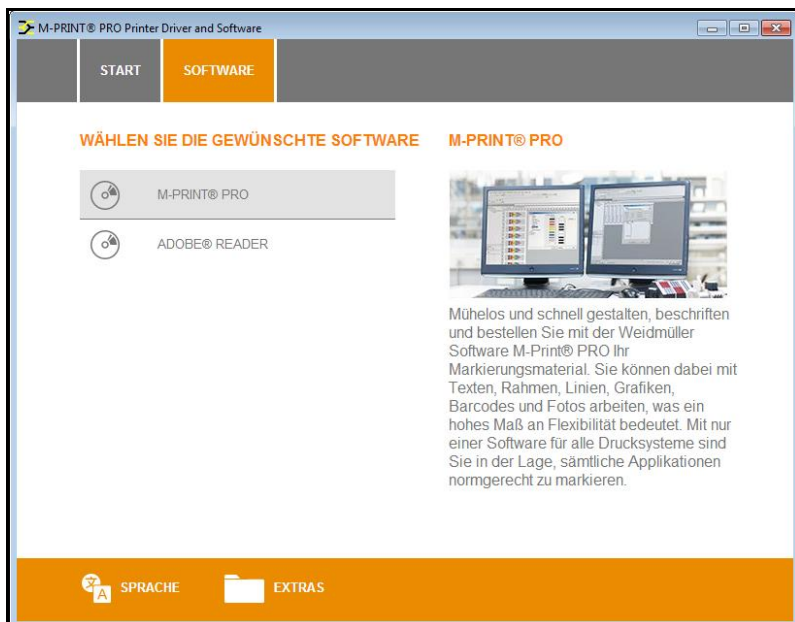 M-PRINT® PRO Printer Driver and Software
START
SOFTWARE
WÄHLEN SIE DIE GEWÜNSCHTE SOFTWARE
M-PRINT® PRO
ADOBE® READER
M-PRINT® PRO
Mühelos und schnell gestalten, beschriften
und bestellen Sie mit der Weidmüller
Software M-Print® PRO Ihr
Markierungsmaterial. Sie können dabei mit
Texten, Rahmen, Linien, Grafiken,
Barcodes und Fotos arbeiten, was ein
hohes Maß an Flexibilität bedeutet. Mit nur
einer Software für alle Drucksysteme sind
Sie in der Lage, sämtliche Applikationen
normgerecht zu markieren.
SPRACHE
EXTRAS